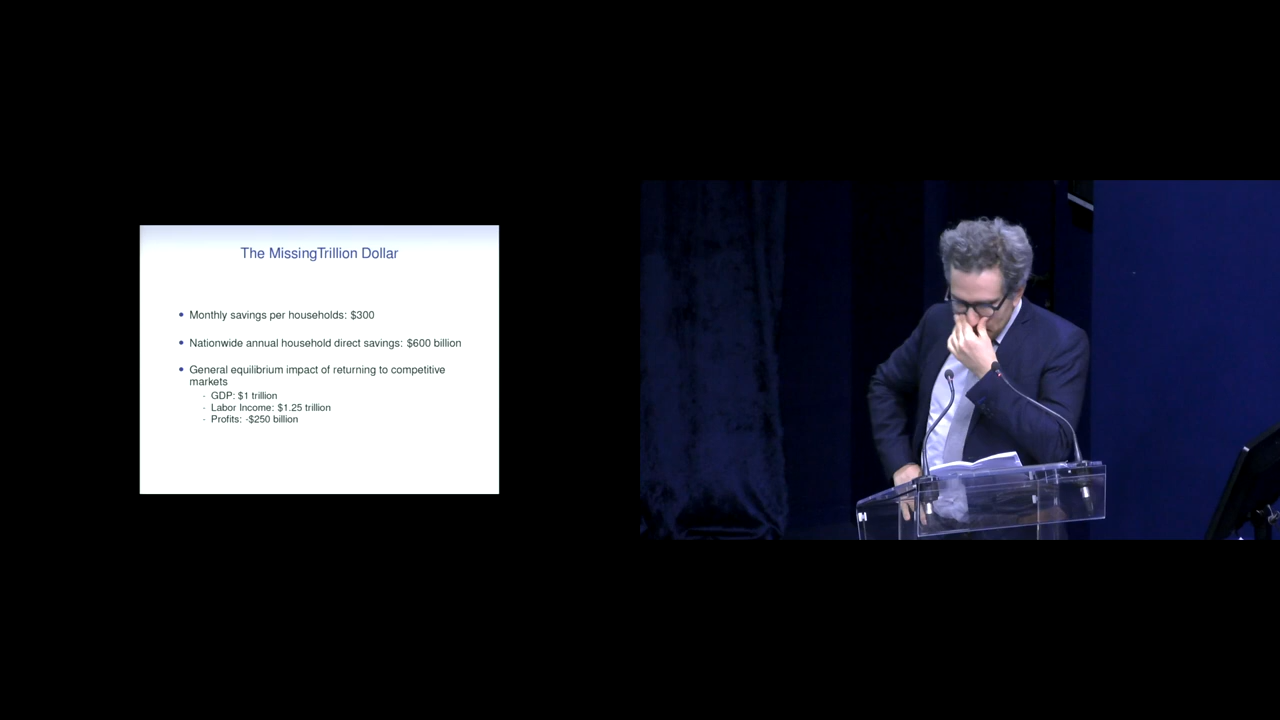 The MissingTrillion Dollar
• Monthly savings per households: $300
• Nationwide annual household direct savings: $600 billion
• General equilibrium impact of returning to competitive
markets
- GDP: $1 trillion
- Labor Income: $1.25 trillion
- Profits: -$250 billion